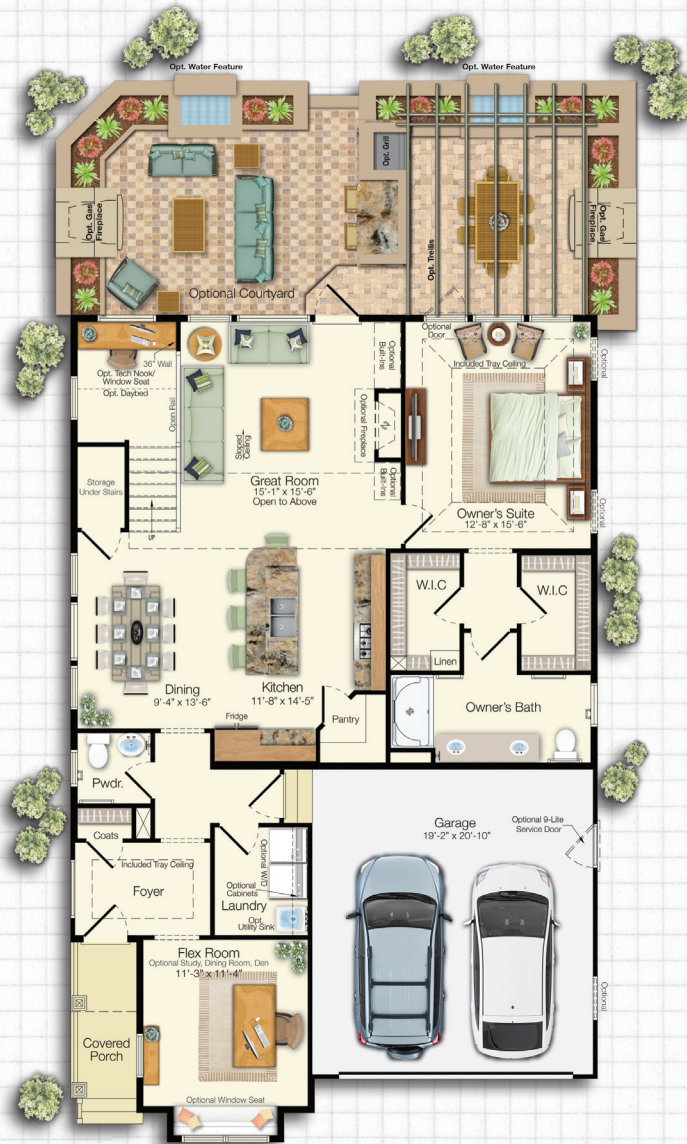 Opt. Water Feature
Opt. Water Feature
Opt. Grill
Opt. Gas
Fireplace
Opt. Trellis
Opt. Gas
Fireplace
Optional Courtyard
36" Wall
Opt. Tech Nook/
Window Seat
Opt. Daybed
Open Rail
Sloped
Ceiling
Optional
Built-Ins
Optional Fireplace
Optional
Built-Ins
Optional
Door
Included Tray Ceiling
Optional
Optional
Great Room
15'-1" x 15'-6"
Open to Above
Owner's Suite
12'-8" x 15'-6"
Storage
Under Stairs
UP
W.I.C
W.I.C
Linen
Dining
9'-4" x 13'-6"
Kitchen
11'-8" x 14'-5"
Fridge
Pantry
Owner's Bath
Pwdr.
Coats
Included Tray Ceiling
Foyer
Optional W/D
Optional
Cabinets
Laundry
Opt.
Utility Sink
Garage
19'-2" x 20'-10"
Optional 9-Lite
Service Door
Optional
Flex Room
Optional Study, Dining Room, Den
11'-3" x 11'-4"
Covered
Porch
Optional Window Seat